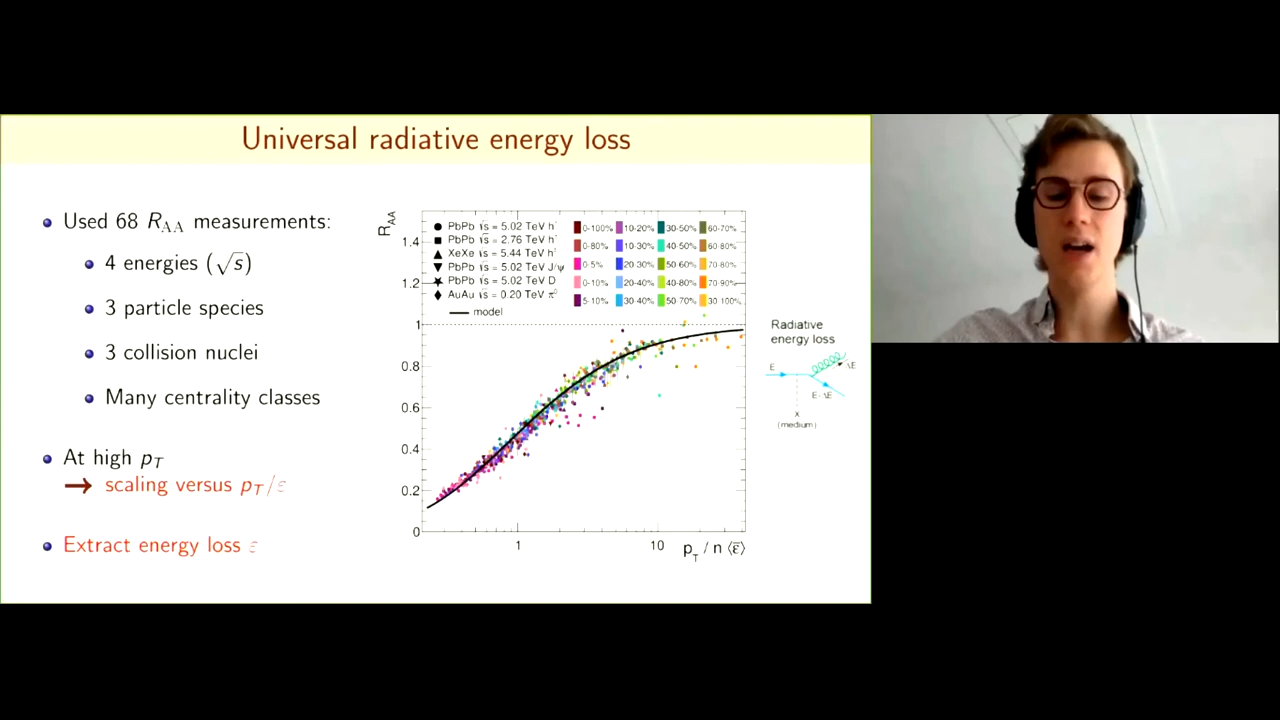 Universal radiative energy loss
Used 68 R_AA measurements:
4 energies (√s)
3 particle species
3 collision nuclei
Many centrality classes
At high p_T
→ scaling versus p_T/ε
Extract energy loss ε
R_AA
1.4
1.2
1
0.8
0.6
0.4
0.2
0
PbPb √s = 5.02 TeV h
PbPb √s = 2.76 TeV h
XeXe √s = 5.44 TeV h
PbPb √s = 5.02 TeV J/ψ
PbPb √s = 5.02 TeV D
AuAu √s = 0.20 TeV π
model
0-100% 10-20% 30-50% 60-70%
0-80% 10-30% 40-50% 60-80%
0-5% 20-30% 50-60% 70-80%
0-10% 20-40% 40-80% 70-90%
5-10% 30-40% 50-70% 30-100%
1 10 p_T / n ⟨ε̅⟩
Radiative
energy loss
E
ΔE
E-ΔE
X
(medium)